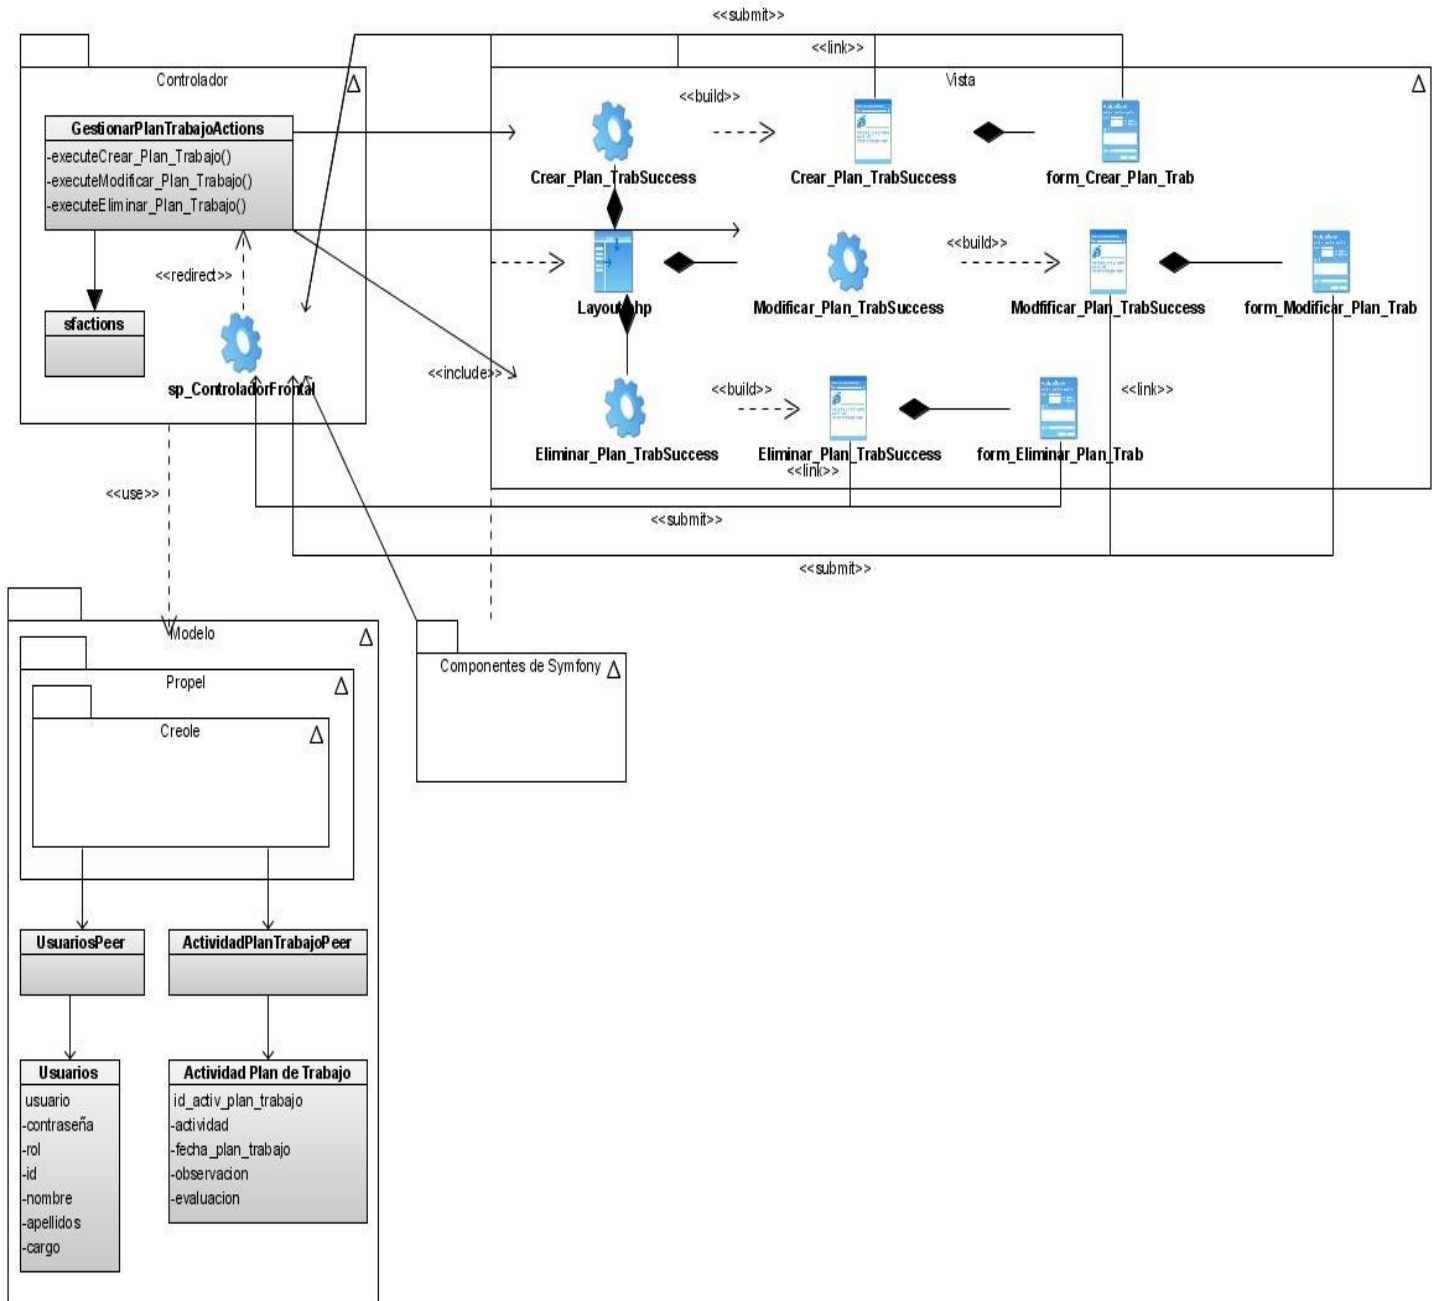 <<submit>>
<<link>>
Controlador
Vista
<<build>>
GestionarPlanTrabajoActions
-executeCrear_Plan_Trabajo()
-executeModificar_Plan_Trabajo()
-executeEliminar_Plan_Trabajo()
Crear_Plan_TrabSuccess
Crear_Plan_TrabSuccess
form_Crear_Plan_Trab
<<build>>
<<redirect>>
Layout.php
Modificar_Plan_TrabSuccess
Modfificar_Plan_TrabSuccess
form_Modificar_Plan_Trab
sfactions
<<include>>
sp_ControladorFrontal
<<build>>
<<link>>
Eliminar_Plan_TrabSuccess
Eliminar_Plan_TrabSuccess
form_Eliminar_Plan_Trab
<<link>>
<<use>>
<<submit>>
<<submit>>
Modelo
Componentes de Symfony
Propel
Creole
UsuariosPeer
ActividadPlanTrabajoPeer
Usuarios
usuario
-contraseña
-rol
-id
-nombre
-apellidos
-cargo
Actividad Plan de Trabajo
id_activ_plan_trabajo
-actividad
-fecha_plan_trabajo
-observacion
-evaluacion